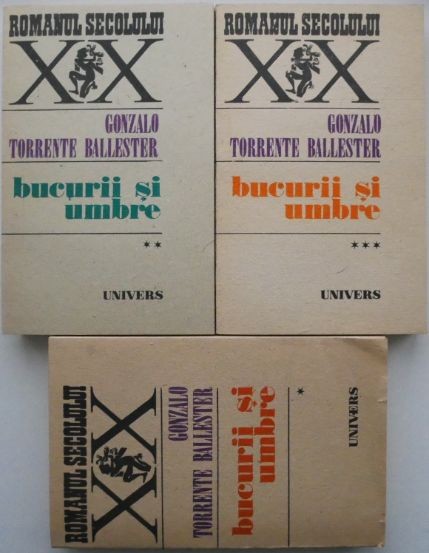 ROMANUL SECOLULUI
XX
GONZALO
TORRENTE BALLESTER
bucurii și
umbre
**
UNIVERS
ROMANUL SECOLULUI
XX
GONZALO
TORRENTE BALLESTER
bucurii și
umbre
***
UNIVERS
ROMANUL SECOLULUI
XX
GONZALO
TORRENTE BALLESTER
bucurii și
umbre
*
UNIVERS